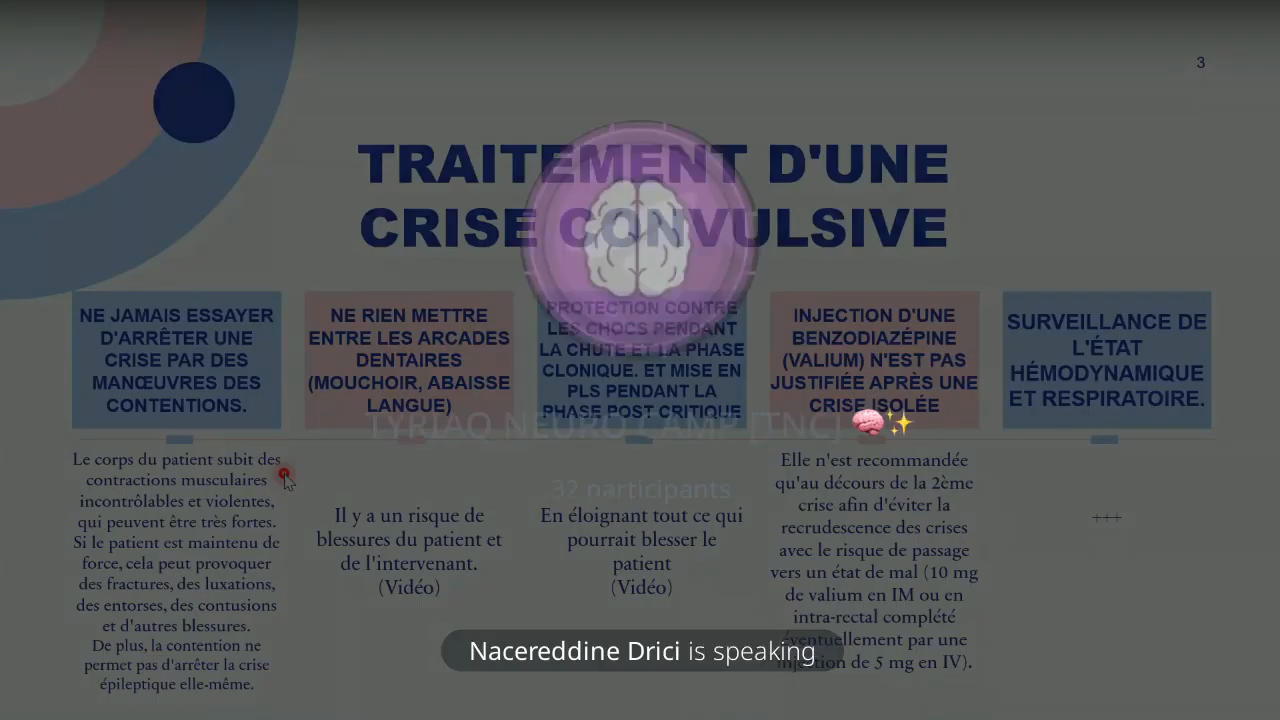 3
TRAITEMENT D'UNE
CRISE CONVULSIVE
NE JAMAIS ESSAYER
D'ARRÊTER UNE
CRISE PAR DES
MANŒUVRES DES
CONTENTIONS.
NE RIEN METTRE
ENTRE LES ARCADES
DENTAIRES
(MOUCHOIR, ABAISSE
LANGUE)
PROTECTION CONTRE
LES CHOCS PENDANT
LA CHUTE ET LA PHASE
CLONIQUE. ET MISE EN
PLS PENDANT LA
PHASE POST CRITIQUE
INJECTION D'UNE
BENZODIAZÉPINE
(VALIUM) N'EST PAS
JUSTIFIÉE APRÈS UNE
CRISE ISOLÉE
SURVEILLANCE DE
L'ÉTAT
HÉMODYNAMIQUE
ET RESPIRATOIRE.
TYRIAQ NEURO CAMP [TNC] 🧠✨
32 participants
Le corps du patient subit des
contractions musculaires
incontrôlables et violentes,
qui peuvent être très fortes.
Si le patient est maintenu de
force, cela peut provoquer
des fractures, des luxations,
des entorses, des contusions
et d'autres blessures.
De plus, la contention ne
permet pas d'arrêter la crise
épileptique elle-même.
Il y a un risque de
blessures du patient et
de l'intervenant.
(Vidéo)
En éloignant tout ce qui
pourrait blesser le
patient
(Vidéo)
Elle n'est recommandée
qu'au décours de la 2ème
crise afin d'éviter la
recrudescence des crises
avec le risque de passage
vers un état de mal (10 mg
de valium en IM ou en
intra-rectal complété
éventuellement par une
injection de 5 mg en IV).
+++
Nacereddine Drici is speaking